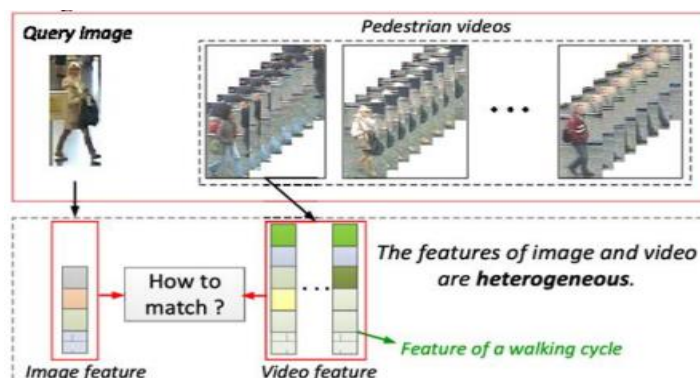 Query image
Pedestrian videos
• • •
The features of image and video
are heterogeneous.
How to
match ?
• • •
Feature of a walking cycle
Image feature
Video feature